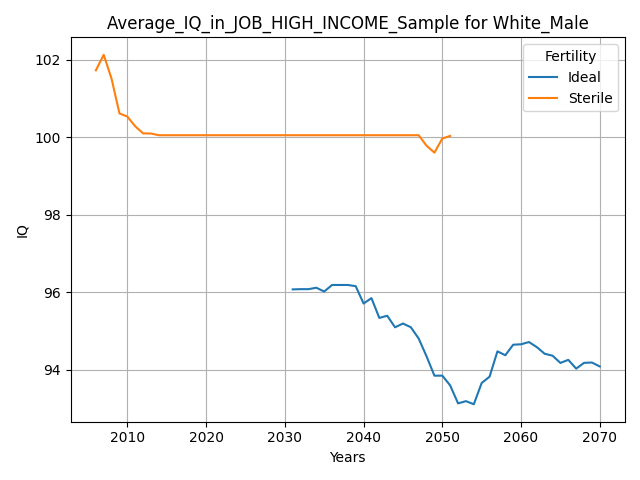 Average_IQ_in_JOB_HIGH_INCOME_Sample for White_Male
Fertility
Ideal
Sterile
IQ
102
100
98
96
94
2010 2020 2030 2040 2050 2060 2070
Years